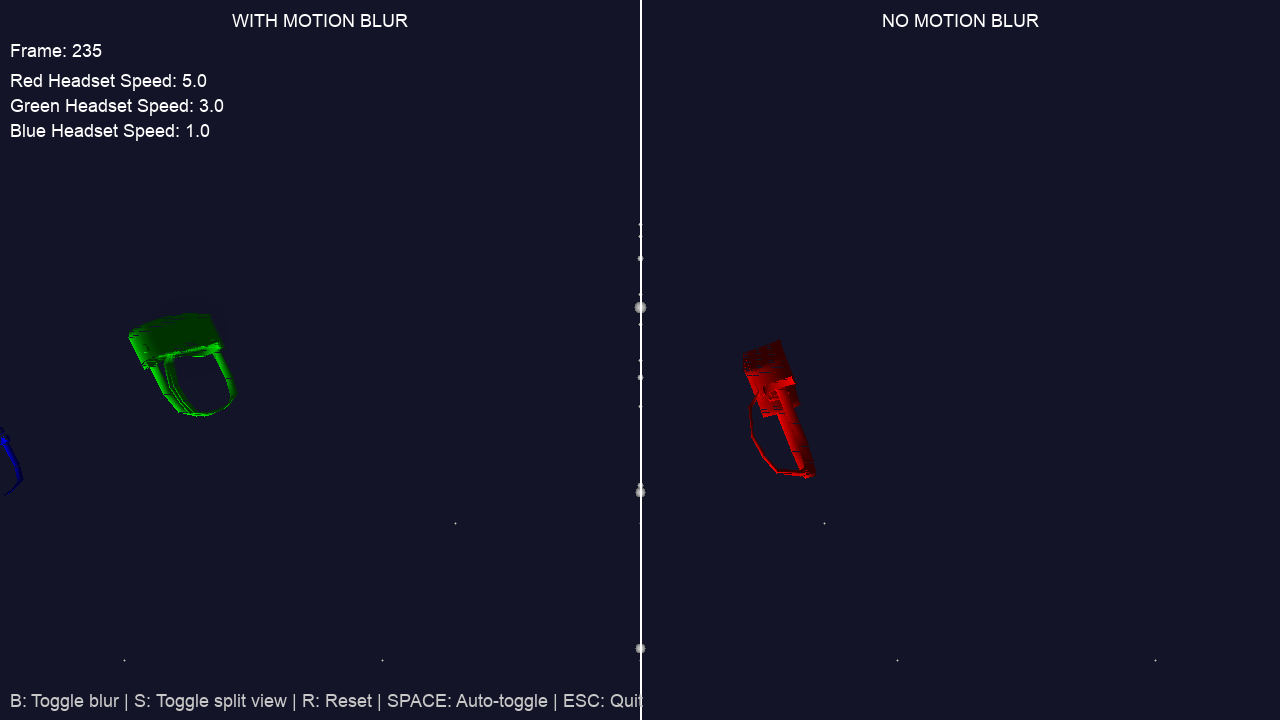 WITH MOTION BLUR
NO MOTION BLUR
Frame: 235
Red Headset Speed: 5.0
Green Headset Speed: 3.0
Blue Headset Speed: 1.0
B: Toggle blur | S: Toggle split view | R: Reset | SPACE: Auto-toggle | ESC: Quit